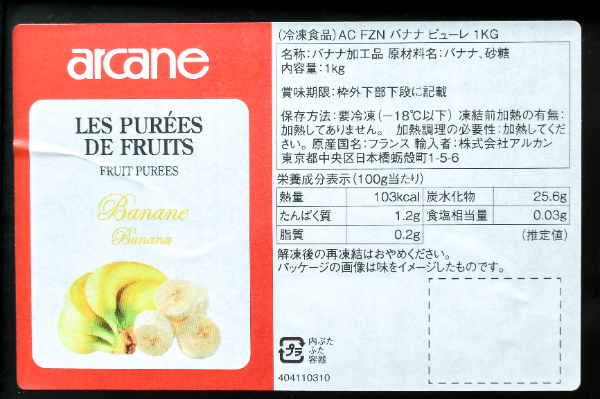 arcane
LES PURÉES
DE FRUITS
FRUIT PUREES
Banane
Banana
(冷凍食品)AC FZN バナナ ピューレ 1KG
名称:バナナ加工品 原材料名:バナナ、砂糖
内容量:1kg
賞味期限:枠外下部下段に記載
保存方法:要冷凍(−18℃以下) 凍結前加熱の有無:
加熱してありません。 加熱調理の必要性:加熱してくだ
さい。原産国名:フランス 輸入者:株式会社アルカン
東京都中央区日本橋蛎殻町1-5-6
栄養成分表示(100g当たり)
熱量 103kcal 炭水化物 25.6g
たんぱく質 1.2g 食塩相当量 0.03g
脂質 0.2g (推定値)
解凍後の再凍結はおやめください。
パッケージの画像は味をイメージしたものです。
プラ
内ぶた
ふた
容器
404110310